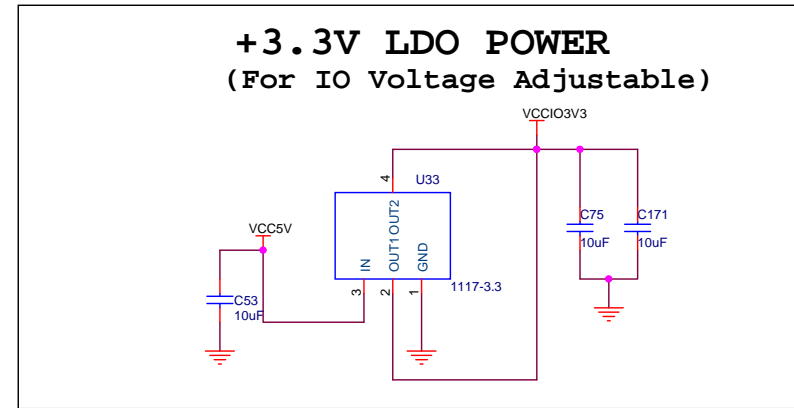 +3.3V LDO POWER
(For IO Voltage Adjustable)
VCCIO3V3
4
U33
OUT1 OUT2
IN
GND
1117-3.3
3
2
1
VCC5V
C53
10uF
C75
10uF
C171
10uF